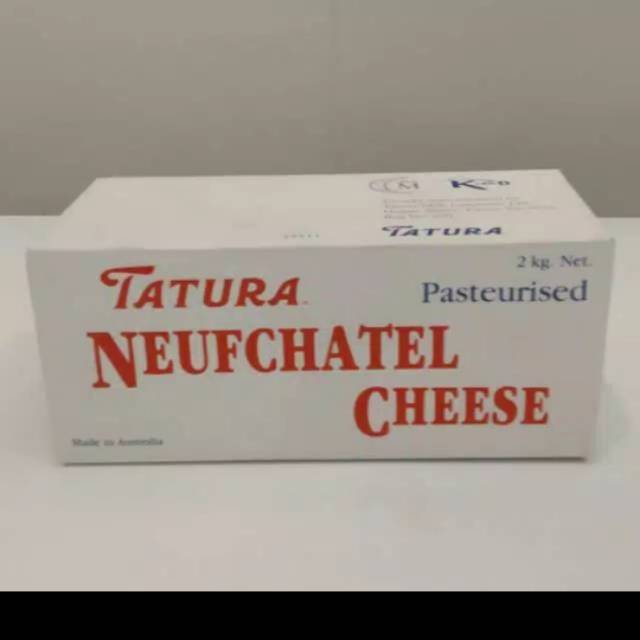 M K
TATURA
2 kg. Net.
TATURA
Pasteurised
NEUFCHATEL
CHEESE
Made in Australia